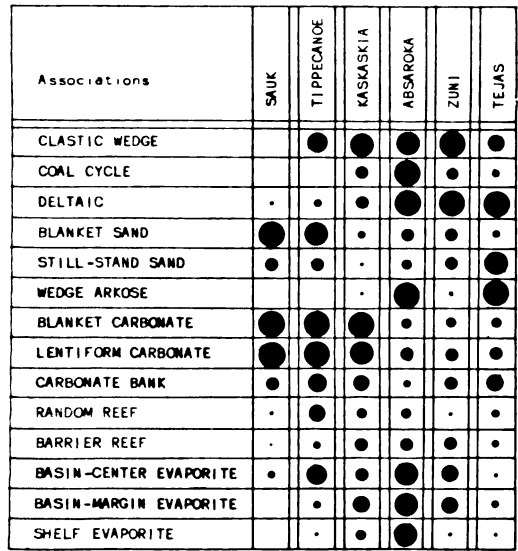 Associations
SAUK
TIPPECANOE
KASKASKIA
ABSAROKA
ZUNI
TEJAS
CLASTIC WEDGE
COAL CYCLE
DELTAIC
BLANKET SAND
STILL-STAND SAND
WEDGE ARKOSE
BLANKET CARBONATE
LENTIFORM CARBONATE
CARBONATE BANK
RANDOM REEF
BARRIER REEF
BASIN-CENTER EVAPORITE
BASIN-MARGIN EVAPORITE
SHELF EVAPORITE